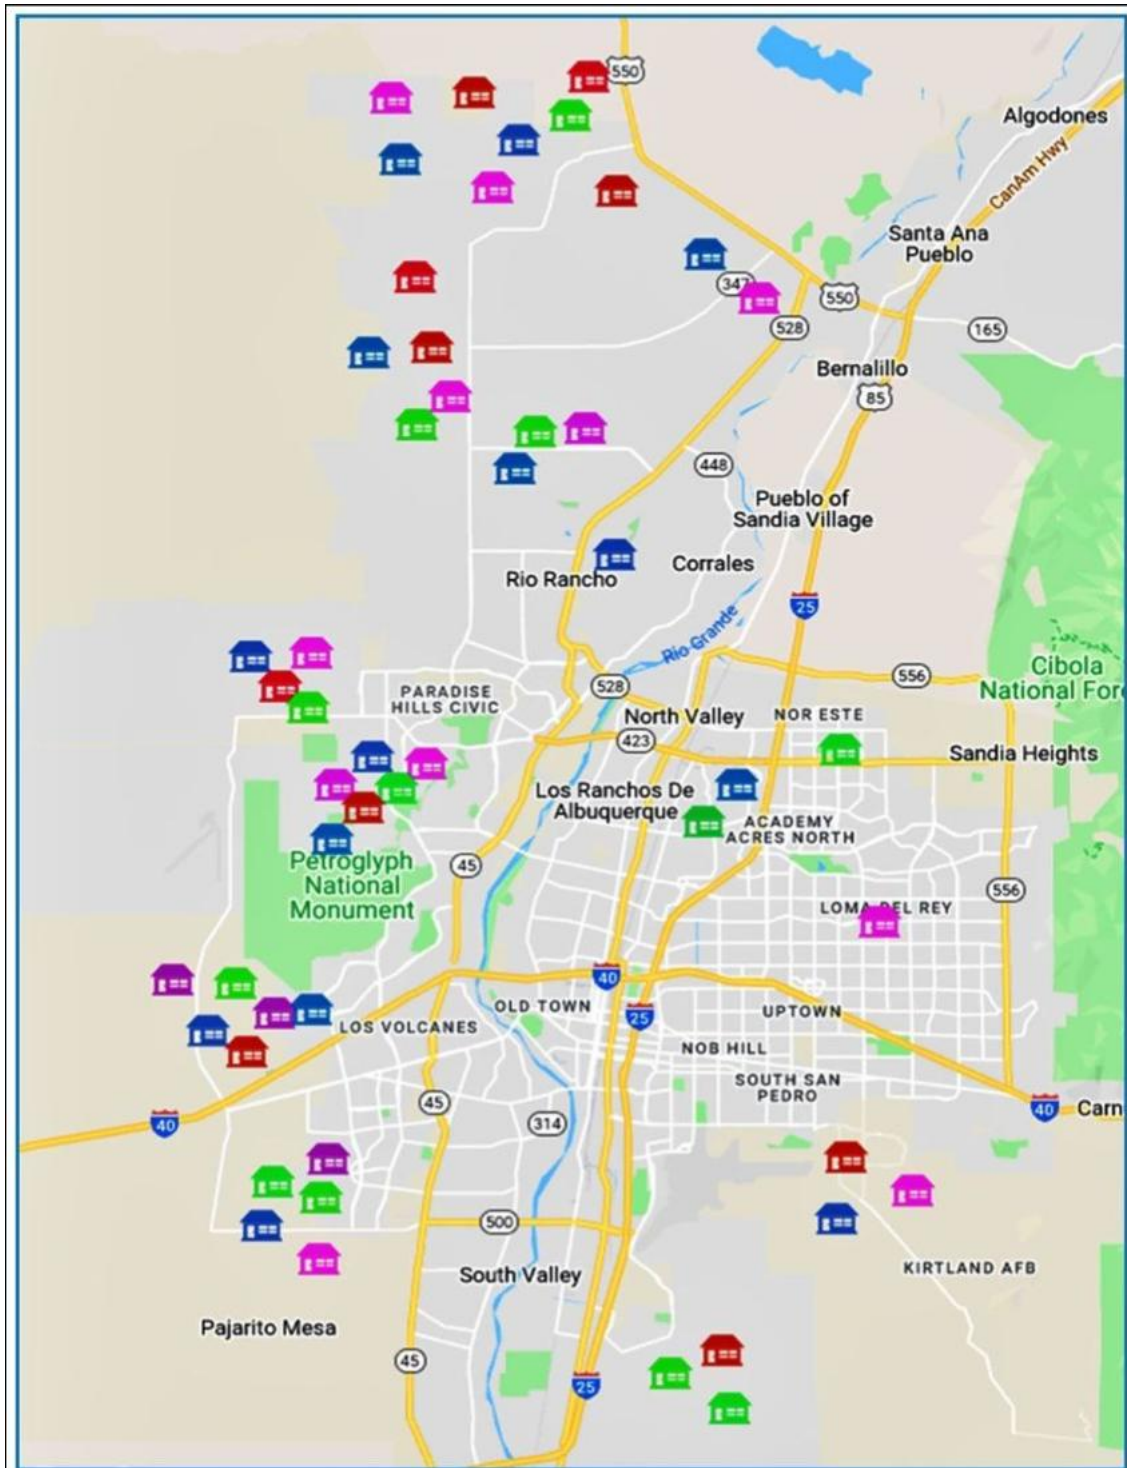 550
Algodones
CanAm Hwy
Santa Ana
Pueblo
347
550
528
165
Bernalillo
85
448
Pueblo of
Sandia Village
Corrales
Rio Rancho
25
Rio Grande
556
Cibola
National Fore
528
PARADISE
HILLS CIVIC
North Valley
NOR ESTE
423
Sandia Heights
Los Ranchos De
Albuquerque
ACADEMY
ACRES NORTH
45
Petroglyph
National
Monument
556
LOMA DEL REY
40
OLD TOWN
25
UPTOWN
LOS VOLCANES
NOB HILL
SOUTH SAN
PEDRO
45
40
Carn
40
314
500
South Valley
KIRTLAND AFB
Pajarito Mesa
45
25